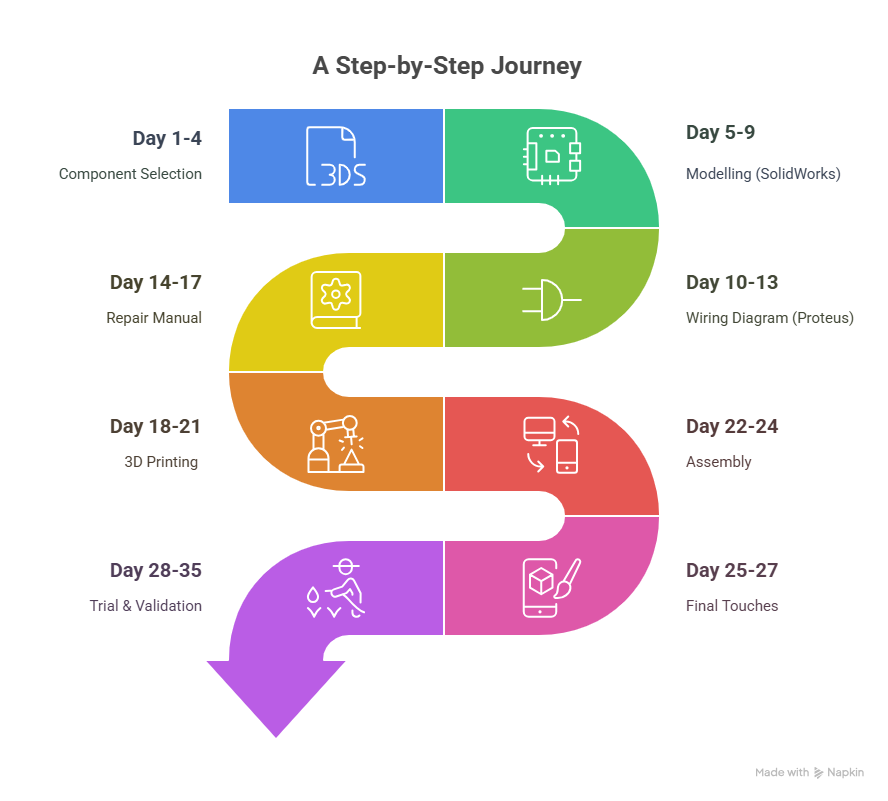 A Step-by-Step Journey
Day 1-4
Component Selection
3DS
Day 5-9
Modelling (SolidWorks)
Day 10-13
Wiring Diagram (Proteus)
Day 14-17
Repair Manual
Day 18-21
3D Printing
Day 22-24
Assembly
Day 25-27
Final Touches
Day 28-35
Trial & Validation
Made with Napkin